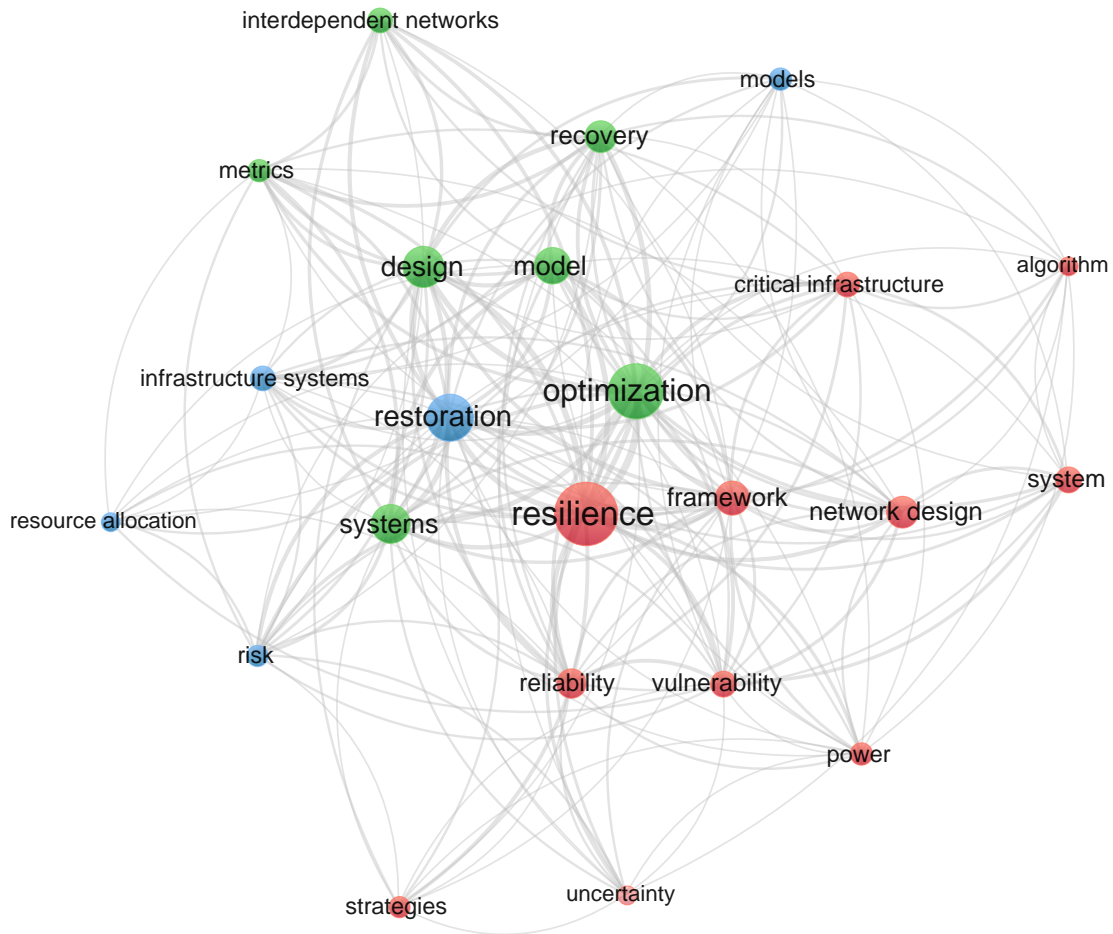 interdependent networks
models
recovery
metrics
design
model
algorithm
critical infrastructure
infrastructure systems
optimization
restoration
system
framework
resilience
network design
resource allocation
systems
risk
reliability
vulnerability
power
uncertainty
strategies